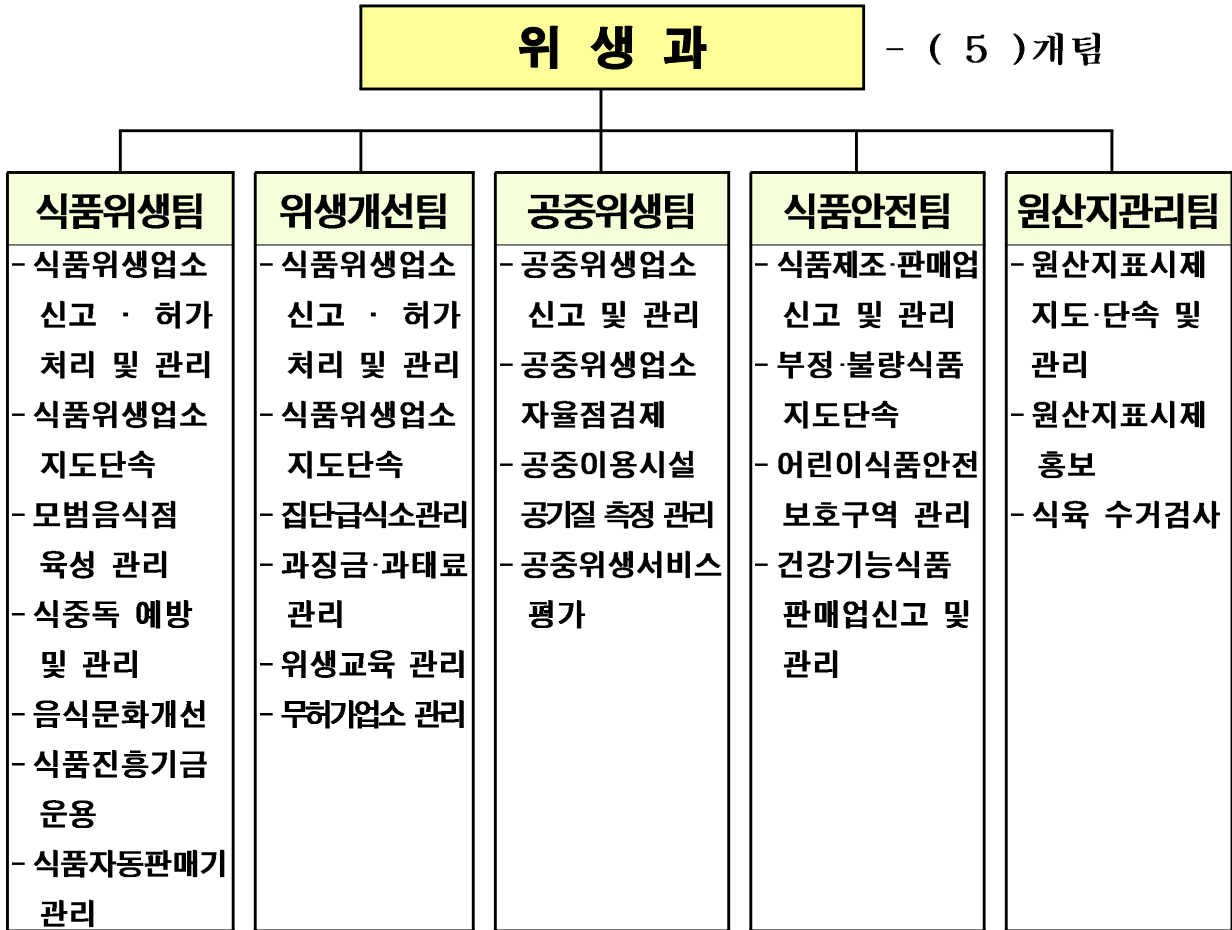 위 생 과
- ( 5 )개팀
식품위생팀
- 식품위생업소
신고 · 허가
처리 및 관리
- 식품위생업소
지도단속
- 모범음식점
육성 관리
- 식중독 예방
및 관리
- 음식문화개선
- 식품진흥기금
운용
- 식품자동판매기
관리
위생개선팀
- 식품위생업소
신고 · 허가
처리 및 관리
- 식품위생업소
지도단속
- 집단급식소관리
- 과징금·과태료
관리
- 위생교육 관리
- 무허가업소 관리
공중위생팀
- 공중위생업소
신고 및 관리
- 공중위생업소
자율점검제
- 공중이용시설
공기질 측정 관리
- 공중위생서비스
평가
식품안전팀
- 식품제조·판매업
신고 및 관리
- 부정·불량식품
지도단속
- 어린이식품안전
보호구역 관리
- 건강기능식품
판매업신고 및
관리
원산지관리팀
- 원산지표시제
지도·단속 및
관리
- 원산지표시제
홍보
- 식육 수거검사